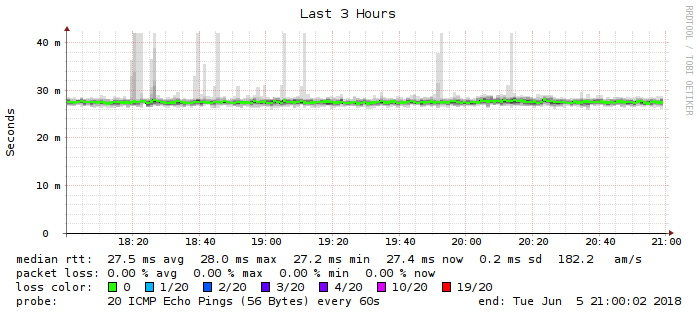 Last 3 Hours
RRDTOOL / TOBI OETIKER
Seconds
40 m
30 m
20 m
10 m
0
18:20 18:40 19:00 19:20 19:40 20:00 20:20 20:40 21:00
median rtt: 27.5 ms avg 28.0 ms max 27.2 ms min 27.4 ms now 0.2 ms sd 182.2 am/s
packet loss: 0.00 % avg 0.00 % max 0.00 % min 0.00 % now
loss color: 0 1/20 2/20 3/20 4/20 10/20 19/20
probe: 20 ICMP Echo Pings (56 Bytes) every 60s end: Tue Jun 5 21:00:02 2018